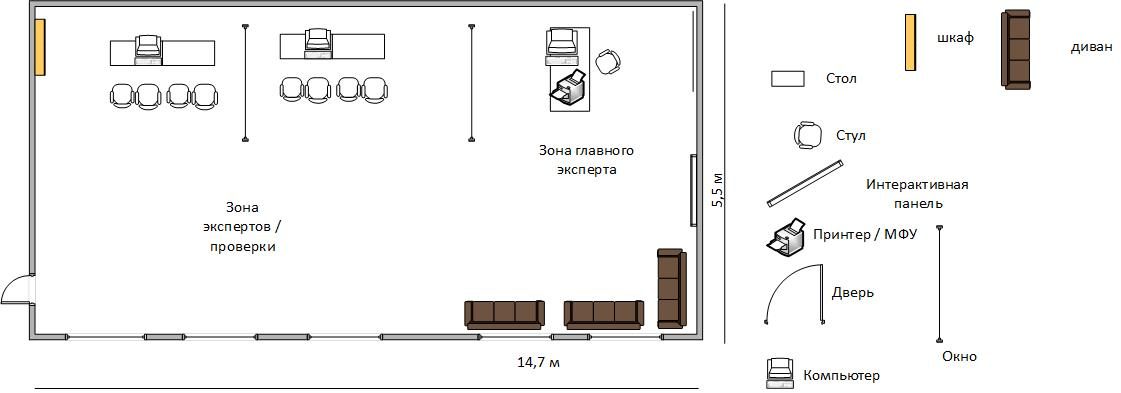 Зона главного
эксперта
Зона
экспертов /
проверки
5,5 м
14,7 м
шкаф
диван
Стол
Стул
Интерактивная
панель
Принтер / МФУ
Дверь
Окно
Компьютер